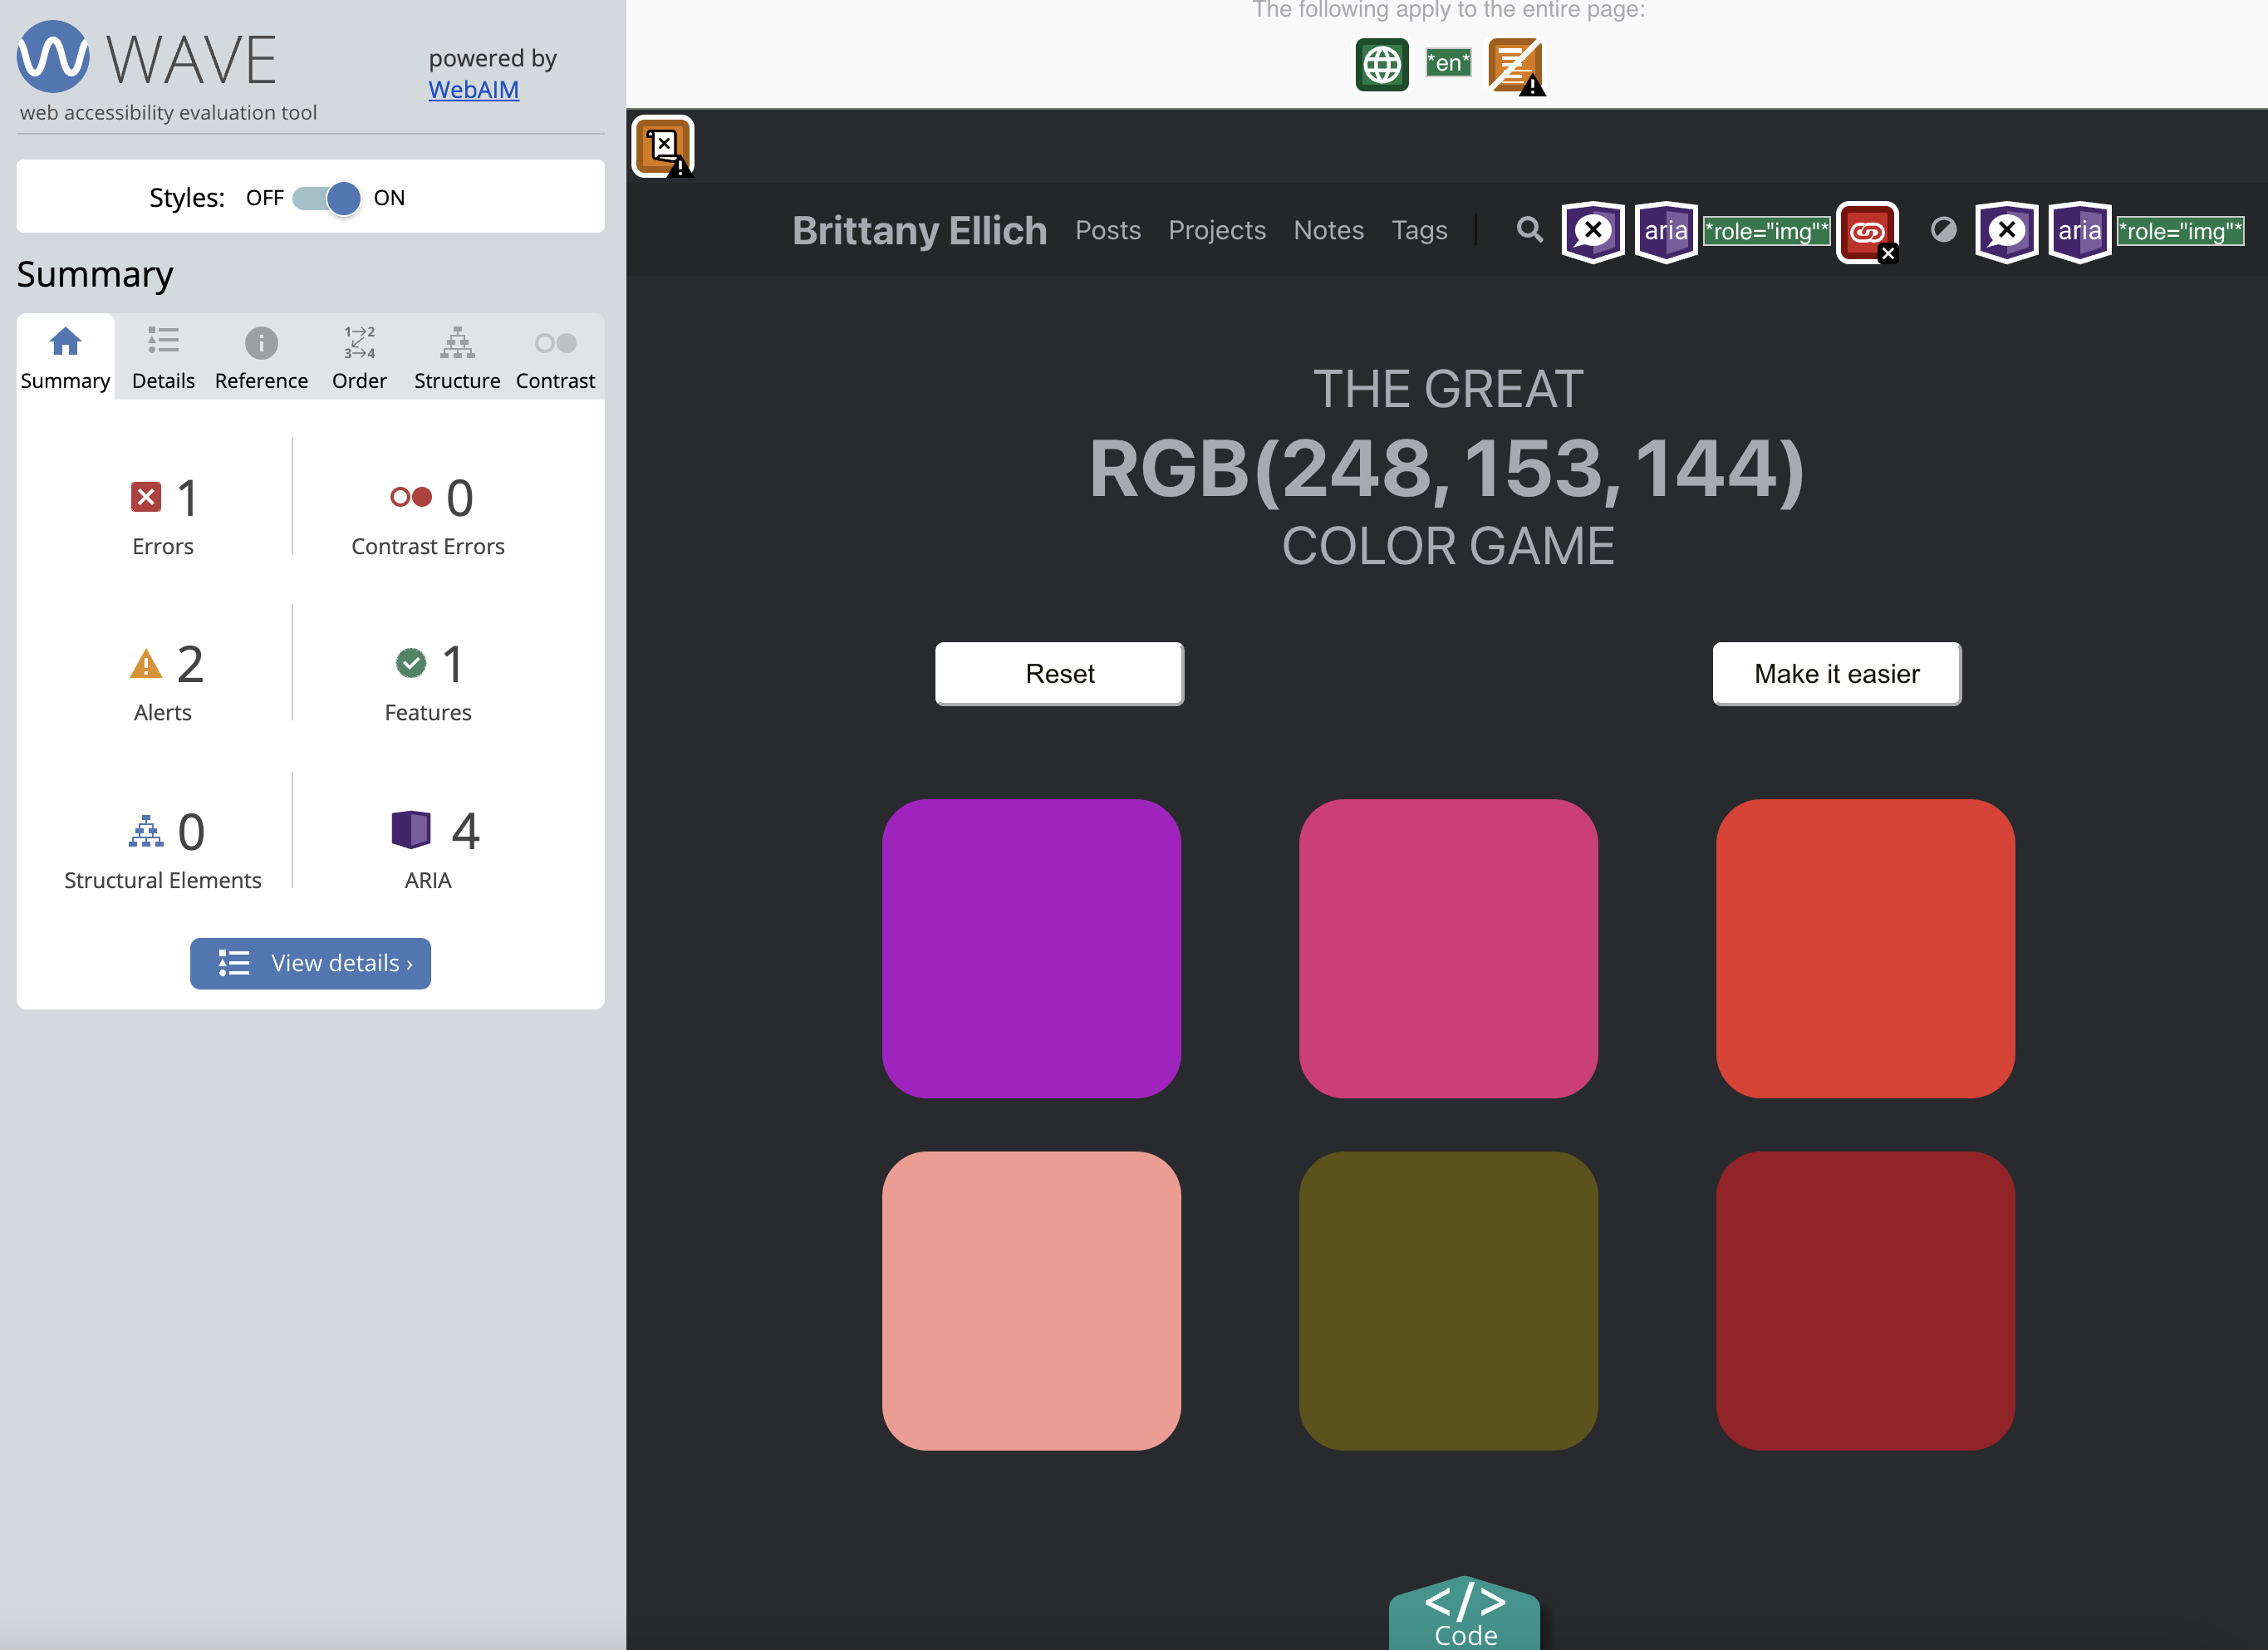 WAVE
powered by
WebAIM
web accessibility evaluation tool
Styles: OFF ON
Summary
Summary Details Reference Order Structure Contrast
1 Errors
0 Contrast Errors
2 Alerts
1 Features
0 Structural Elements
4 ARIA
View details ›
The following apply to the entire page:
*en*
Brittany Ellich Posts Projects Notes Tags aria *role="img"* aria *role="img"*
THE GREAT
RGB(248, 153, 144)
COLOR GAME
Reset Make it easier
</>
Code